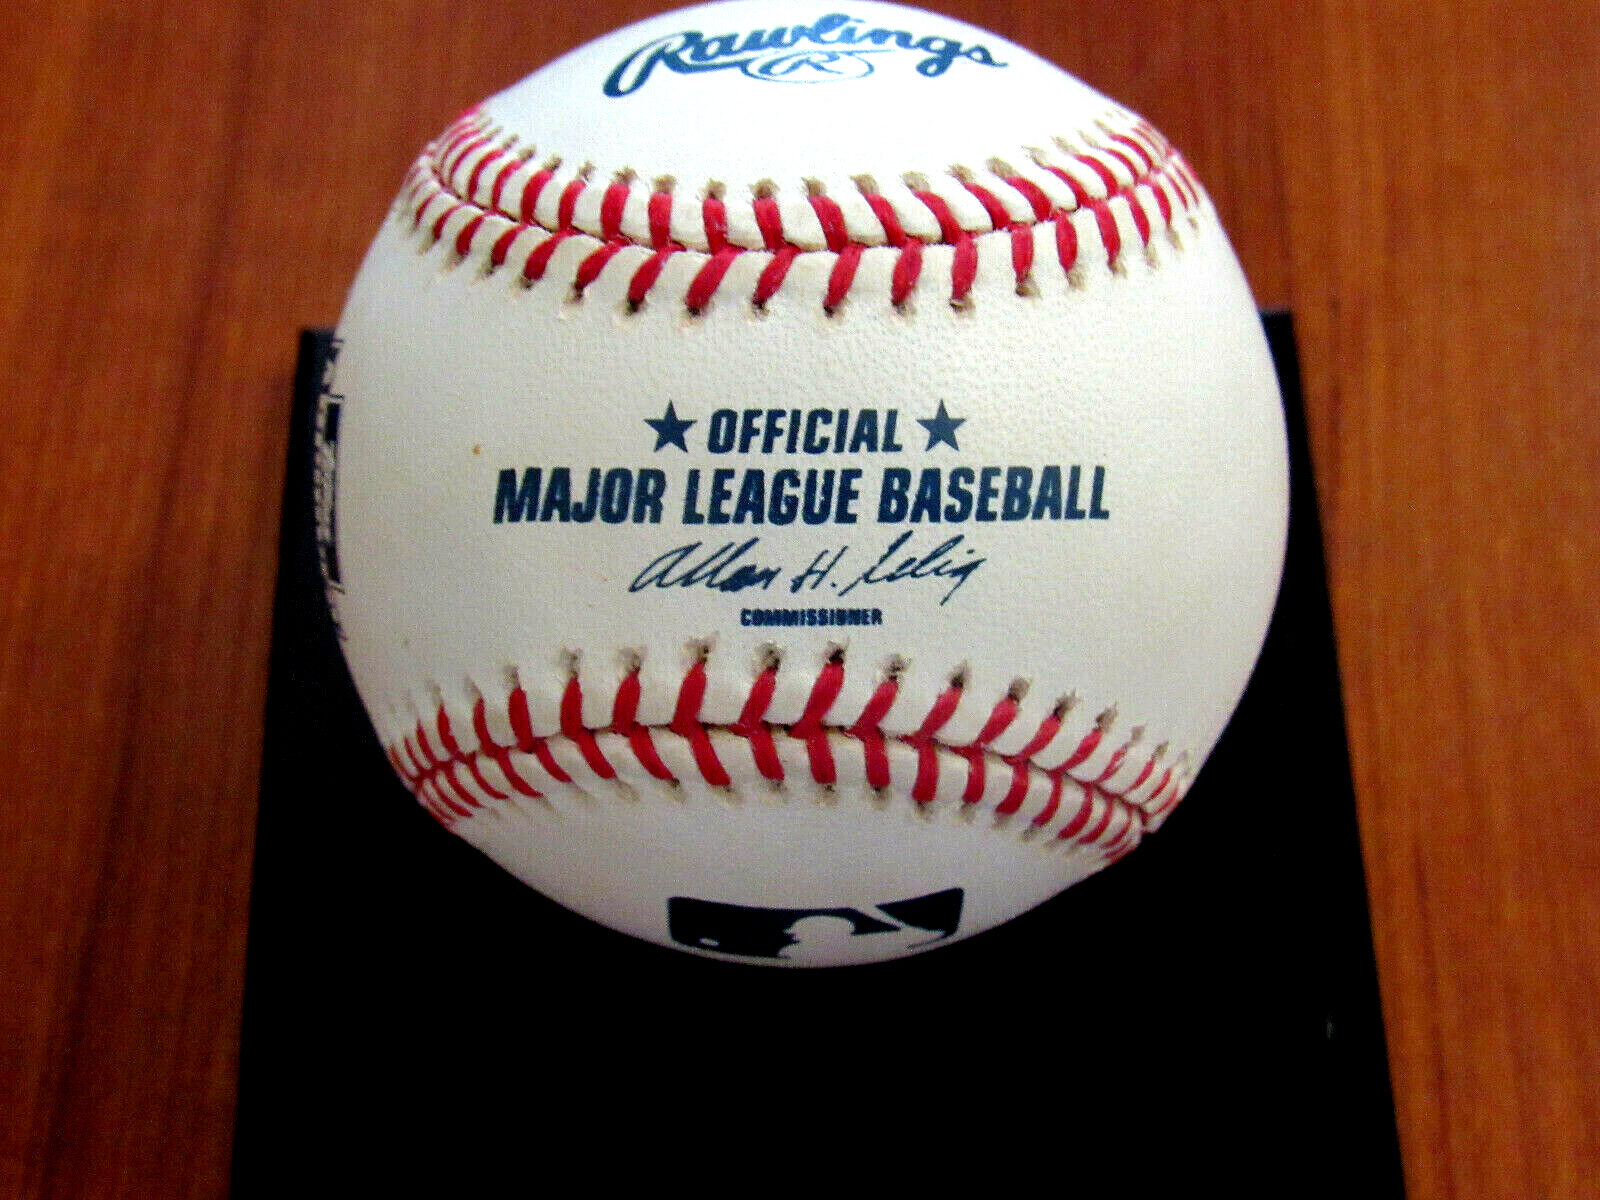 Rawlings
R
★ OFFICIAL ★
MAJOR LEAGUE BASEBALL
Allan H. Selig
COMMISSIONER